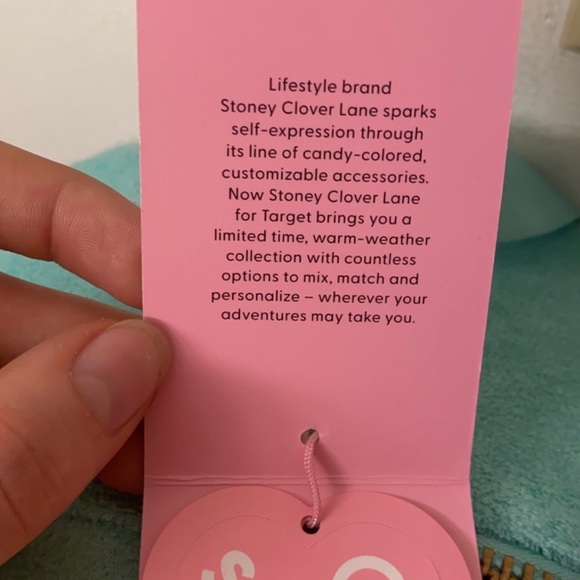 Lifestyle brand
Stoney Clover Lane sparks
self-expression through
its line of candy-colored,
customizable accessories.
Now Stoney Clover Lane
for Target brings you a
limited time, warm-weather
collection with countless
options to mix, match and
personalize – wherever your
adventures may take you.